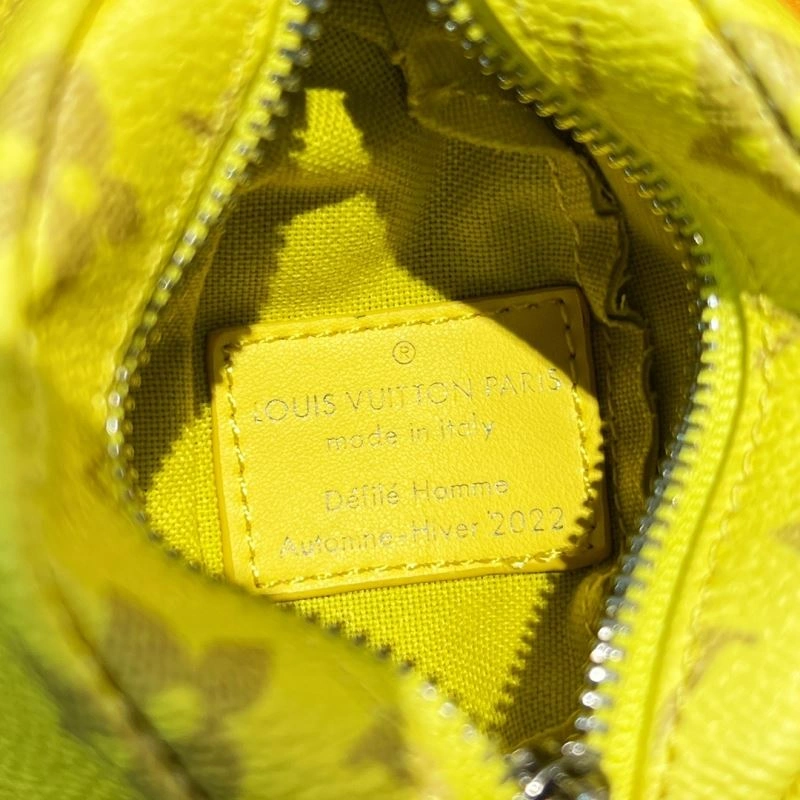 ®
LOUIS VUITTON PARIS
made in italy
Défilé Homme
Automne-Hiver '2022